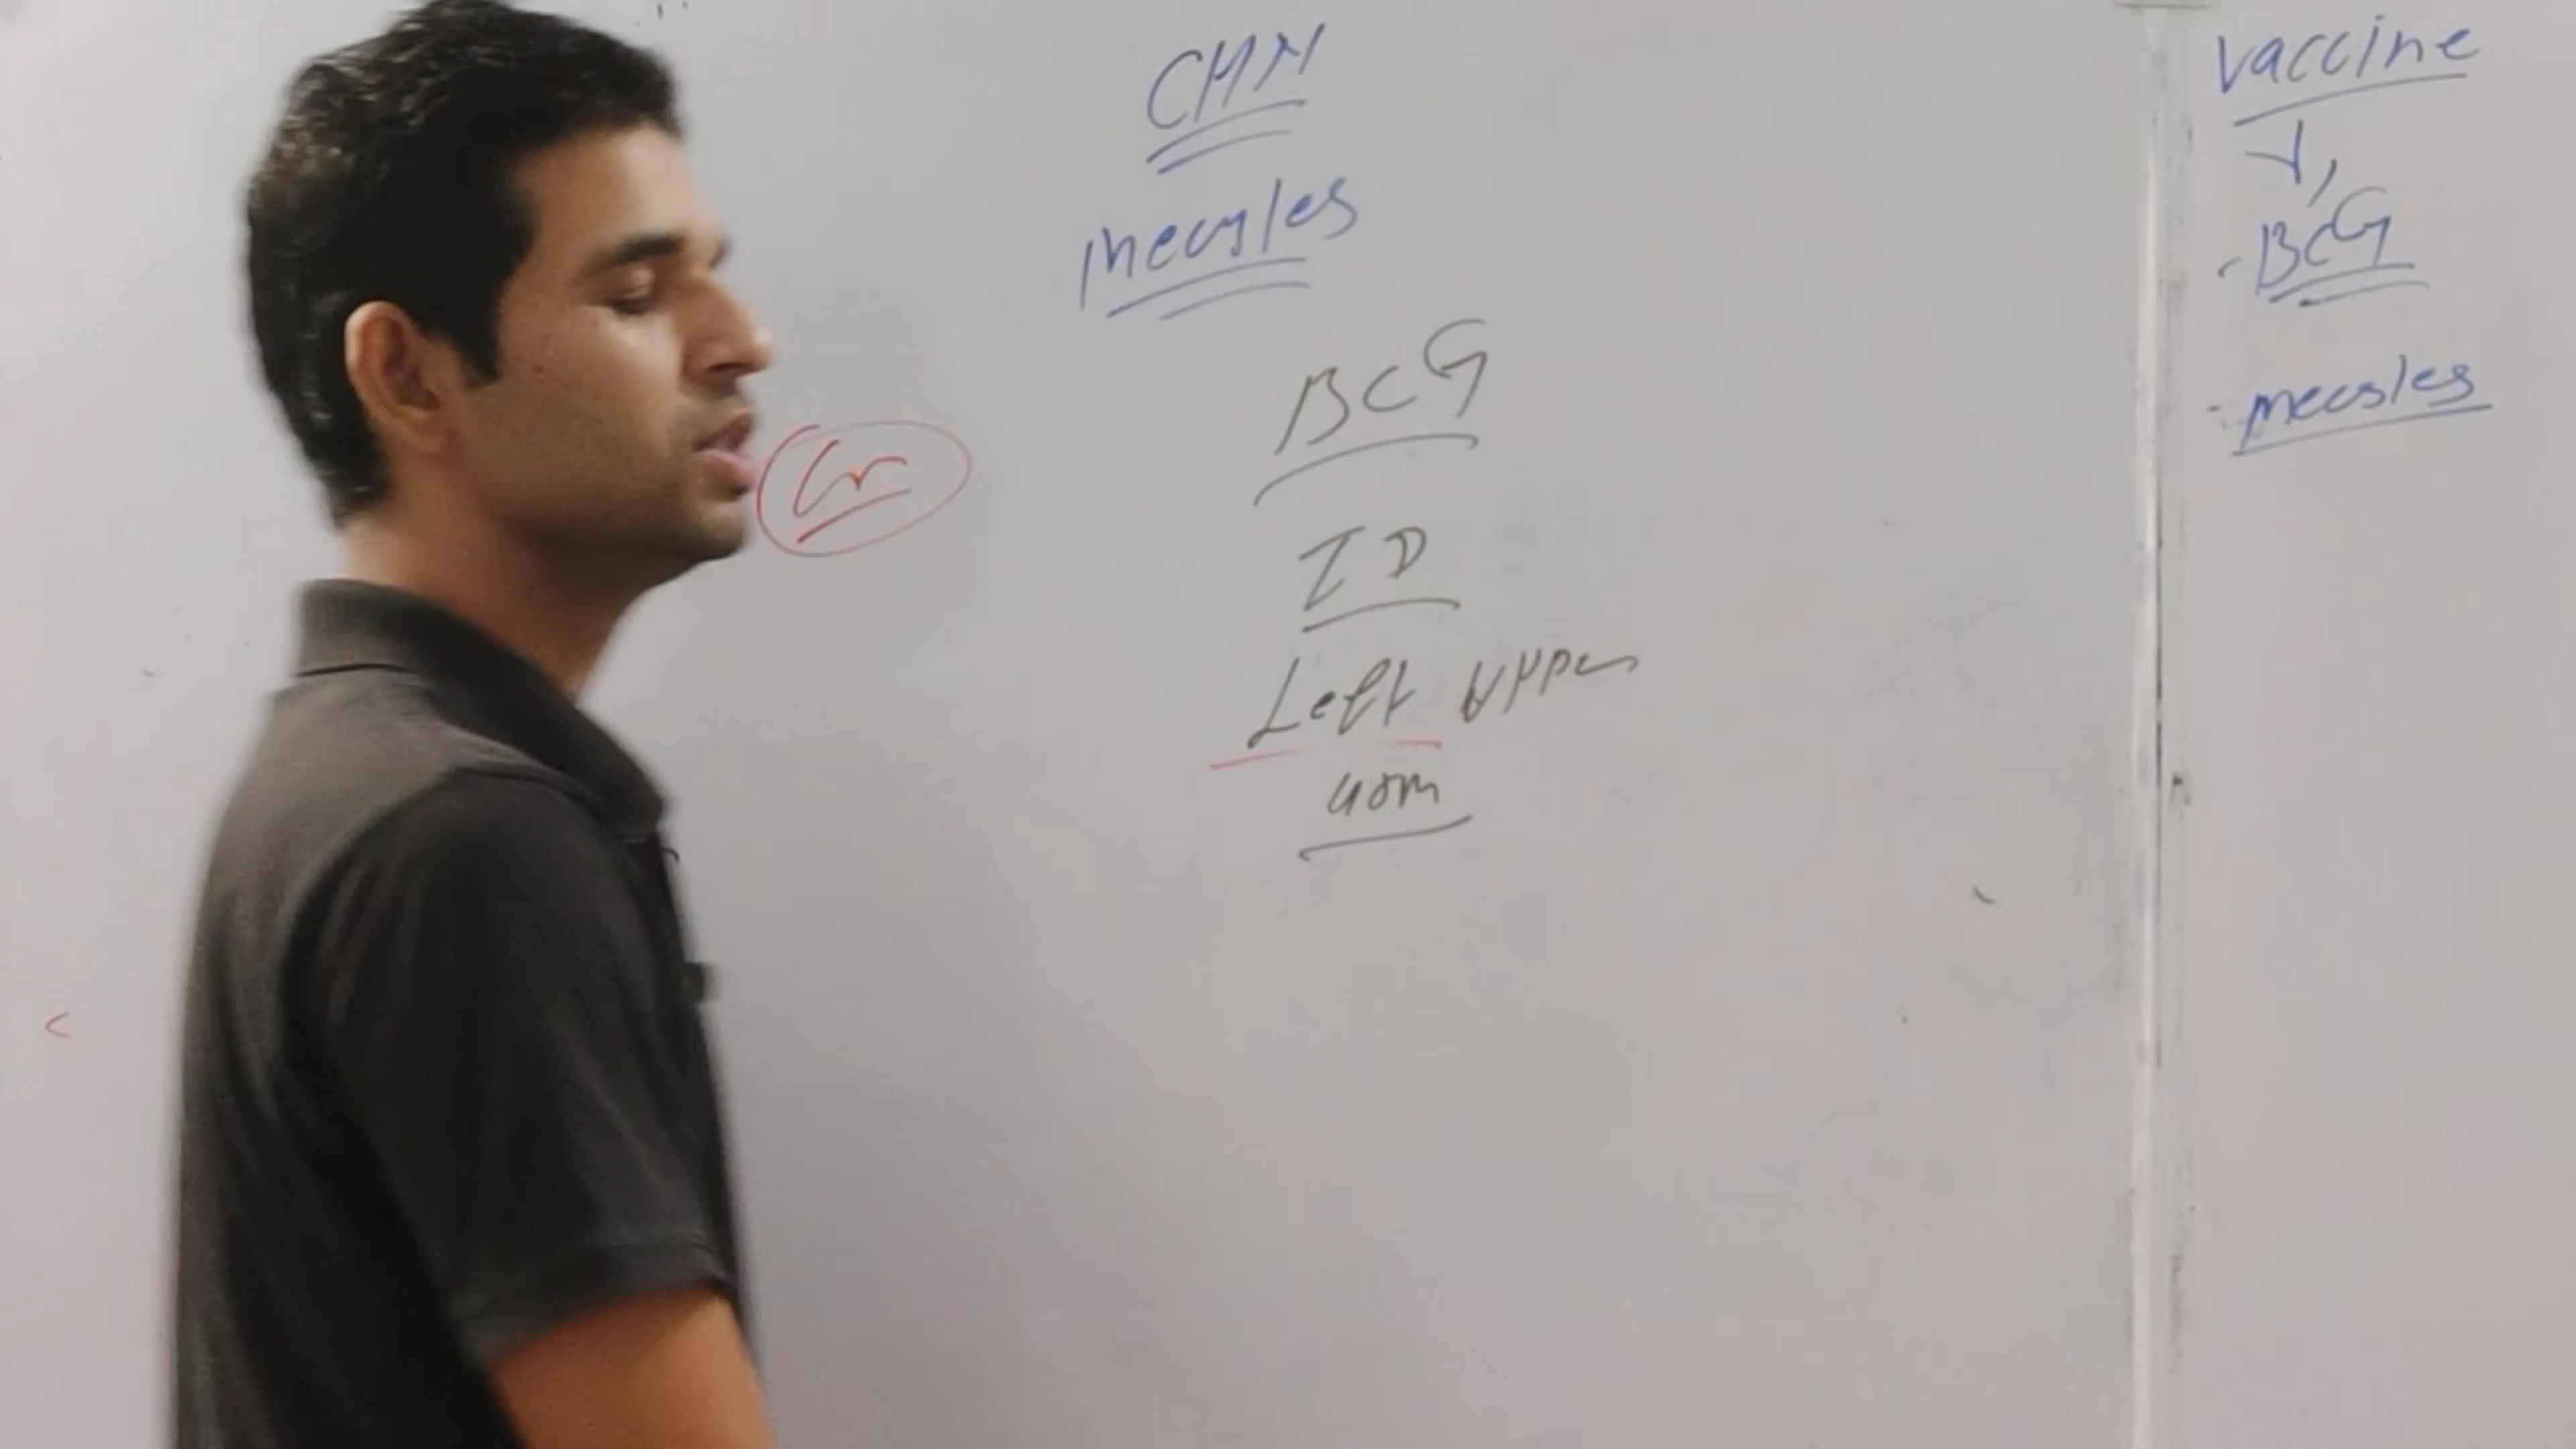 CHN
measles
BCG
ID
Left upper
arm
vaccine
- BCG
- measles